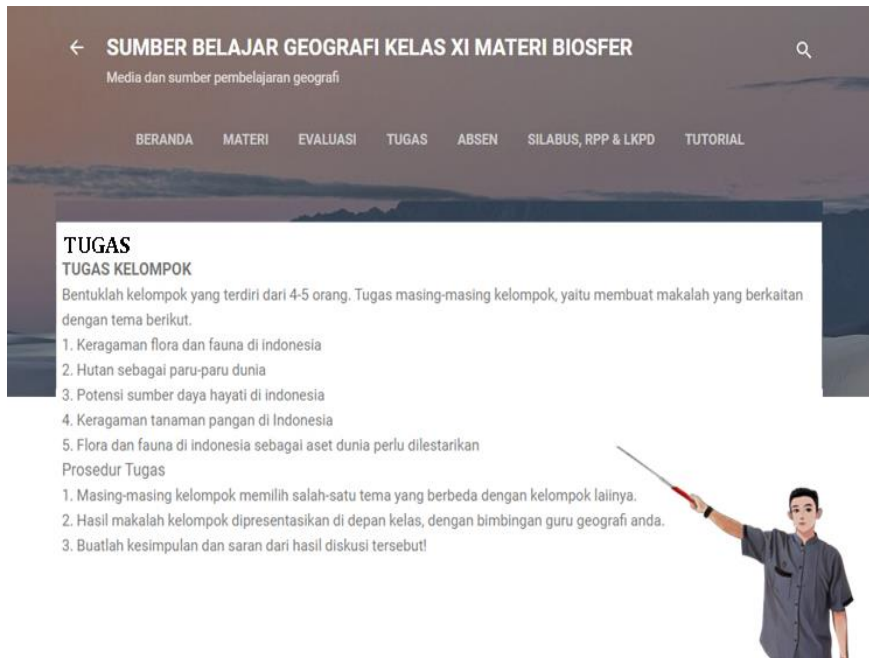 SUMBER BELAJAR GEOGRAFI KELAS XI MATERI BIOSFER
Media dan sumber pembelajaran geografi
BERANDA MATERI EVALUASI TUGAS ABSEN SILABUS, RPP & LKPD TUTORIAL
TUGAS
TUGAS KELOMPOK
Bentuklah kelompok yang terdiri dari 4-5 orang. Tugas masing-masing kelompok, yaitu membuat makalah yang berkaitan
dengan tema berikut.
1. Keragaman flora dan fauna di indonesia
2. Hutan sebagai paru-paru dunia
3. Potensi sumber daya hayati di indonesia
4. Keragaman tanaman pangan di Indonesia
5. Flora dan fauna di indonesia sebagai aset dunia perlu dilestarikan
Prosedur Tugas
1. Masing-masing kelompok memilih salah-satu tema yang berbeda dengan kelompok laiinya.
2. Hasil makalah kelompok dipresentasikan di depan kelas, dengan bimbingan guru geografi anda.
3. Buatlah kesimpulan dan saran dari hasil diskusi tersebut!